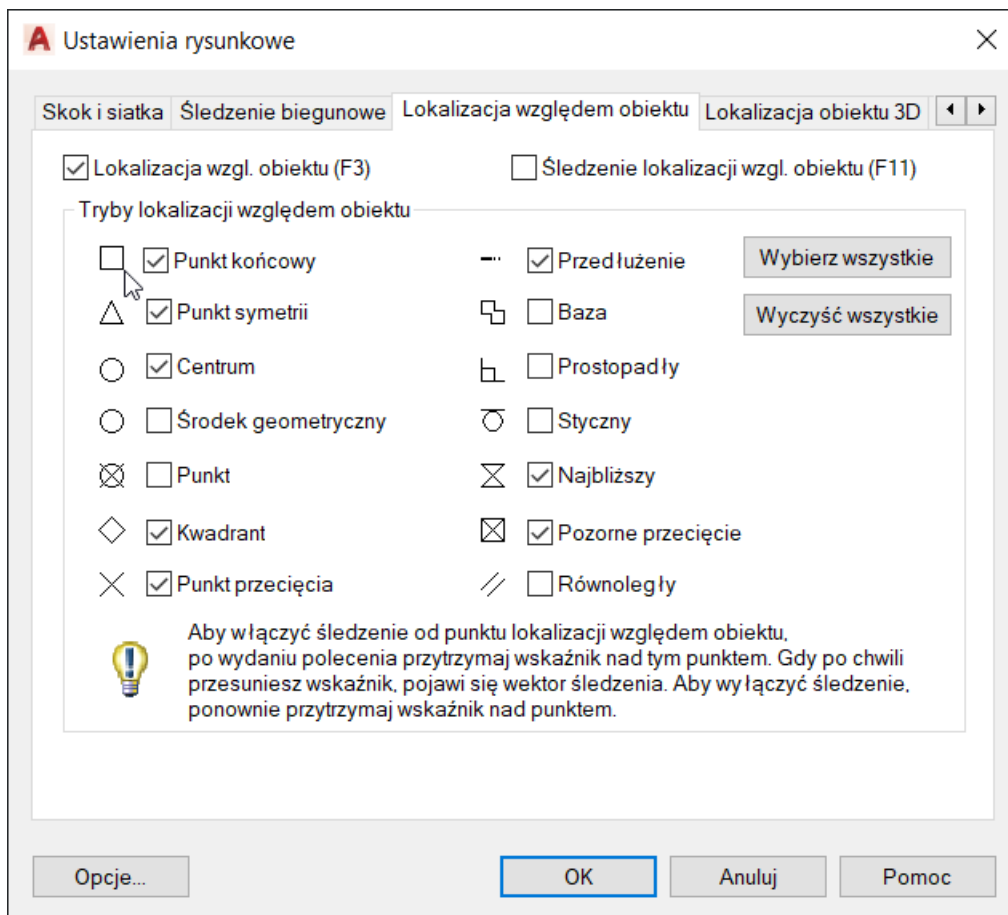 Ustawienia rysunkowe
Skok i siatka Śledzenie biegunowe Lokalizacja względem obiektu Lokalizacja obiektu 3D
Lokalizacja wzgl. obiektu (F3) Śledzenie lokalizacji wzgl. obiektu (F11)
Tryby lokalizacji względem obiektu
Punkt końcowy Przedłużenie Wybierz wszystkie
Punkt symetrii Baza Wyczyść wszystkie
Centrum Prostopadły
Środek geometryczny Styczny
Punkt Najbliższy
Kwadrant Pozorne przecięcie
Punkt przecięcia Równoległy
Aby włączyć śledzenie od punktu lokalizacji względem obiektu,
po wydaniu polecenia przytrzymaj wskaźnik nad tym punktem. Gdy po chwili
przesuniesz wskaźnik, pojawi się wektor śledzenia. Aby wyłączyć śledzenie,
ponownie przytrzymaj wskaźnik nad punktem.
Opcje... OK Anuluj Pomoc